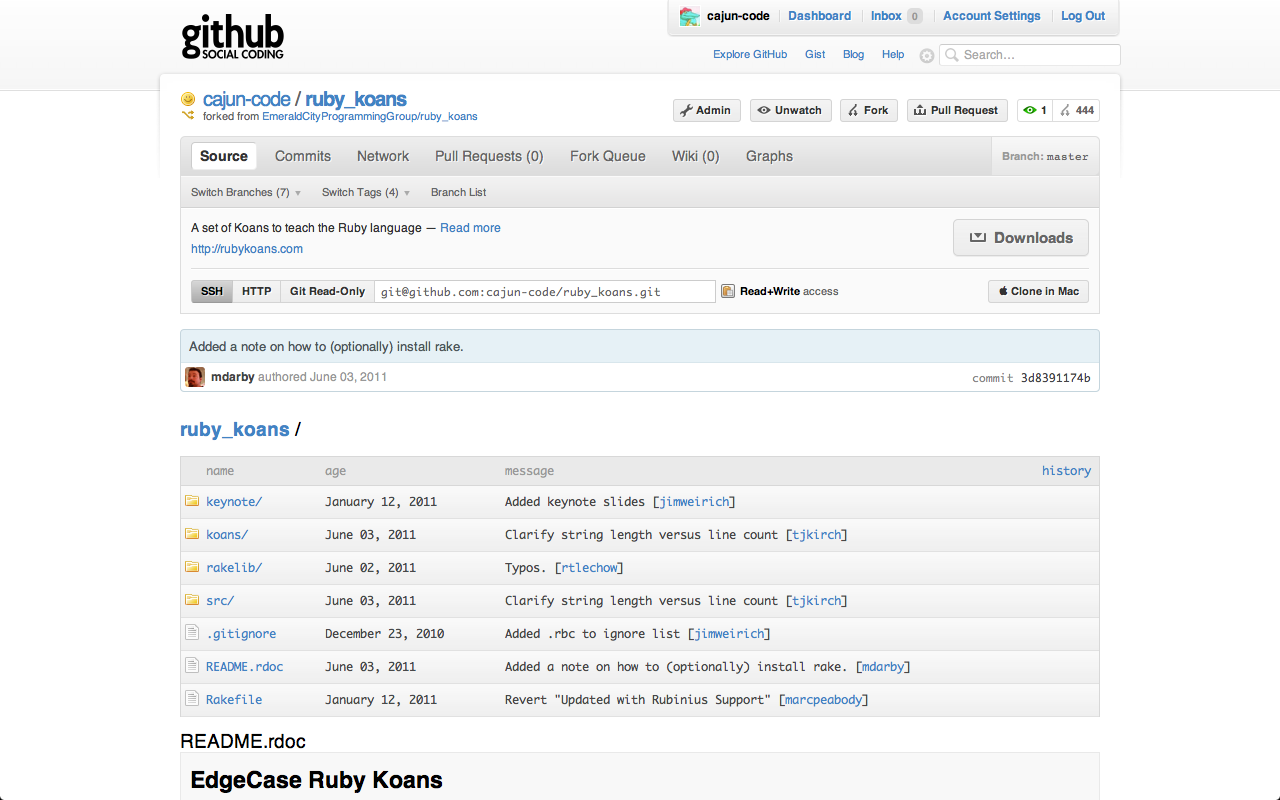 github
SOCIAL CODING
cajun-code Dashboard Inbox 0 Account Settings Log Out
Explore GitHub Gist Blog Help Search...
cajun-code / ruby_koans
forked from EmeraldCityProgrammingGroup/ruby_koans
Admin Unwatch Fork Pull Request 1 444
Source Commits Network Pull Requests (0) Fork Queue Wiki (0) Graphs Branch: master
Switch Branches (7) Switch Tags (4) Branch List
A set of Koans to teach the Ruby language — Read more
http://rubykoans.com
Downloads
SSH HTTP Git Read-Only git@github.com:cajun-code/ruby_koans.git Read+Write access Clone in Mac
Added a note on how to (optionally) install rake.
mdarby authored June 03, 2011 commit 3d8391174b
ruby_koans /
name age message history
keynote/ January 12, 2011 Added keynote slides [jimweirich]
koans/ June 03, 2011 Clarify string length versus line count [tjkirch]
rakelib/ June 02, 2011 Typos. [rtlechow]
src/ June 03, 2011 Clarify string length versus line count [tjkirch]
.gitignore December 23, 2010 Added .rbc to ignore list [jimweirich]
README.rdoc June 03, 2011 Added a note on how to (optionally) install rake. [mdarby]
Rakefile January 12, 2011 Revert "Updated with Rubinius Support" [marcpeabody]
README.rdoc
EdgeCase Ruby Koans